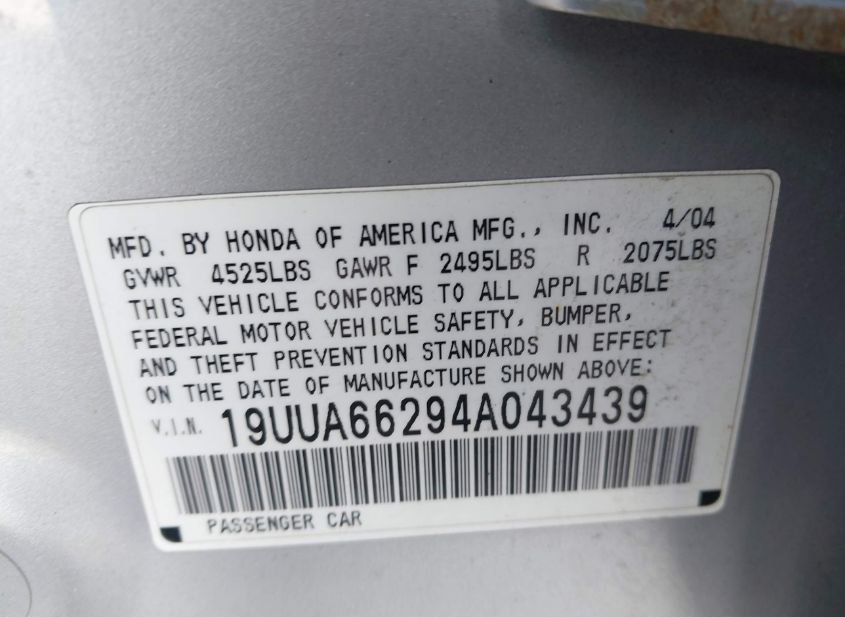 MFD. BY HONDA OF AMERICA MFG., INC. 4/04
GVWR 4525LBS GAWR F 2495LBS R 2075LBS
THIS VEHICLE CONFORMS TO ALL APPLICABLE
FEDERAL MOTOR VEHICLE SAFETY, BUMPER,
AND THEFT PREVENTION STANDARDS IN EFFECT
ON THE DATE OF MANUFACTURE SHOWN ABOVE:
V.I.N. 19UUA66294A043439
PASSENGER CAR